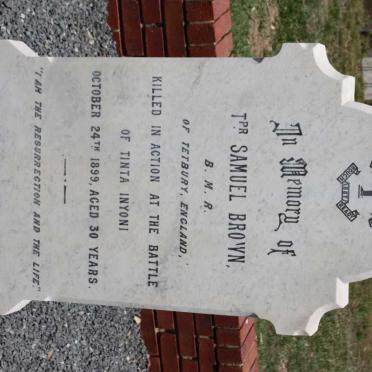 In Memory of
TPR SAMUEL BROWN,
B. M. R.
OF TETBURY, ENGLAND,
KILLED IN ACTION AT THE BATTLE
OF TINTA INYONI
OCTOBER 24TH 1899, AGED 30 YEARS.
"I AM THE RESURRECTION AND THE LIFE"